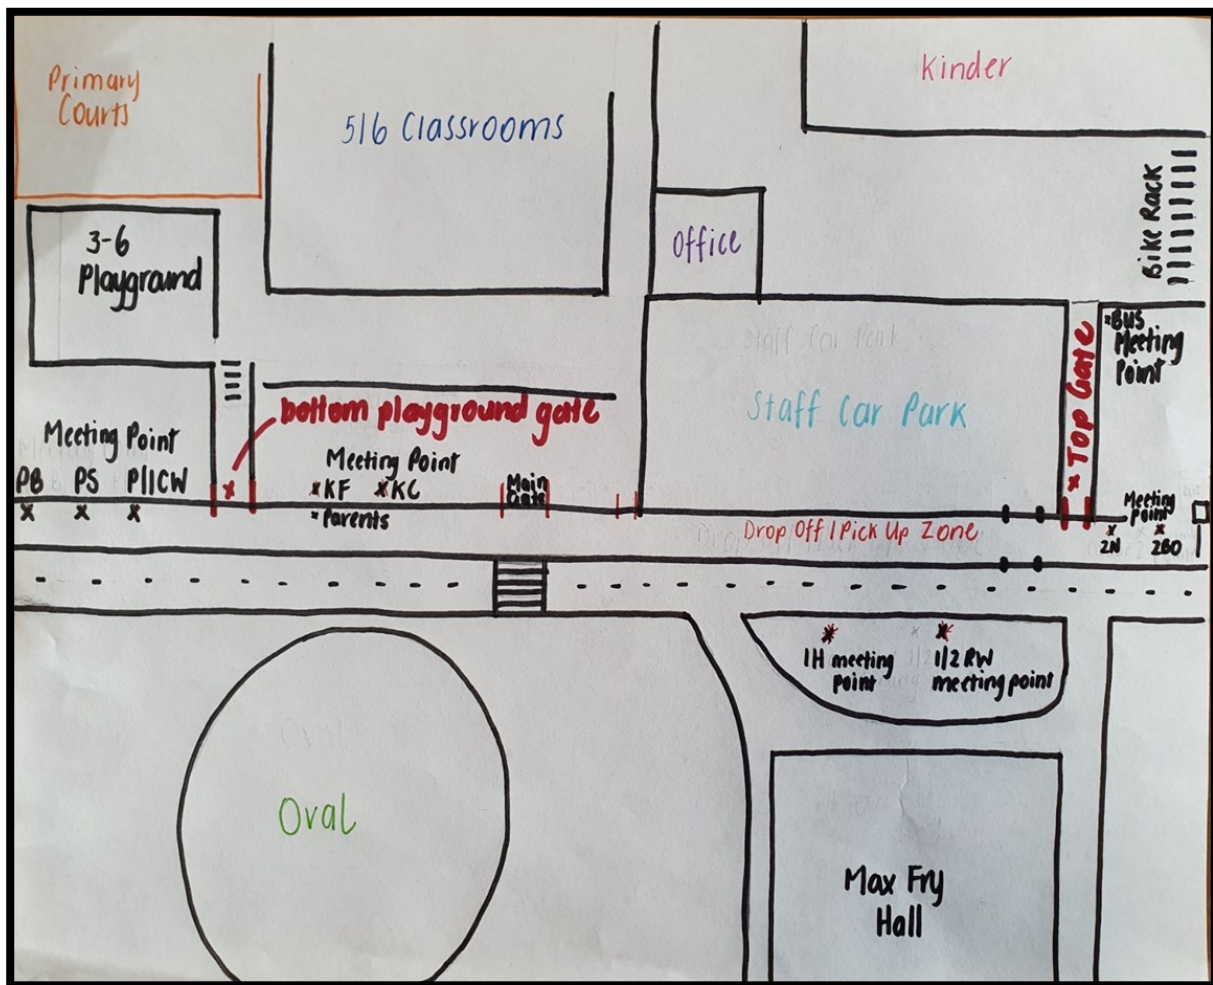 Primary
Courts
5/6 Classrooms
Kinder
Bike Rack
3-6
Playground
Office
BUS
Meeting
Point
Top Gate
Staff Car Park
Staff Car Park
bottom playground gate
Meeting Point
PB PS P/1CW
Meeting Point
KF KC
Parents
Main
Gate
Drop Off / Pick Up Zone
Meeting
Point
2N 2BO
1H meeting
point
1/2 RW
meeting point
Oval
Max Fry
Hall